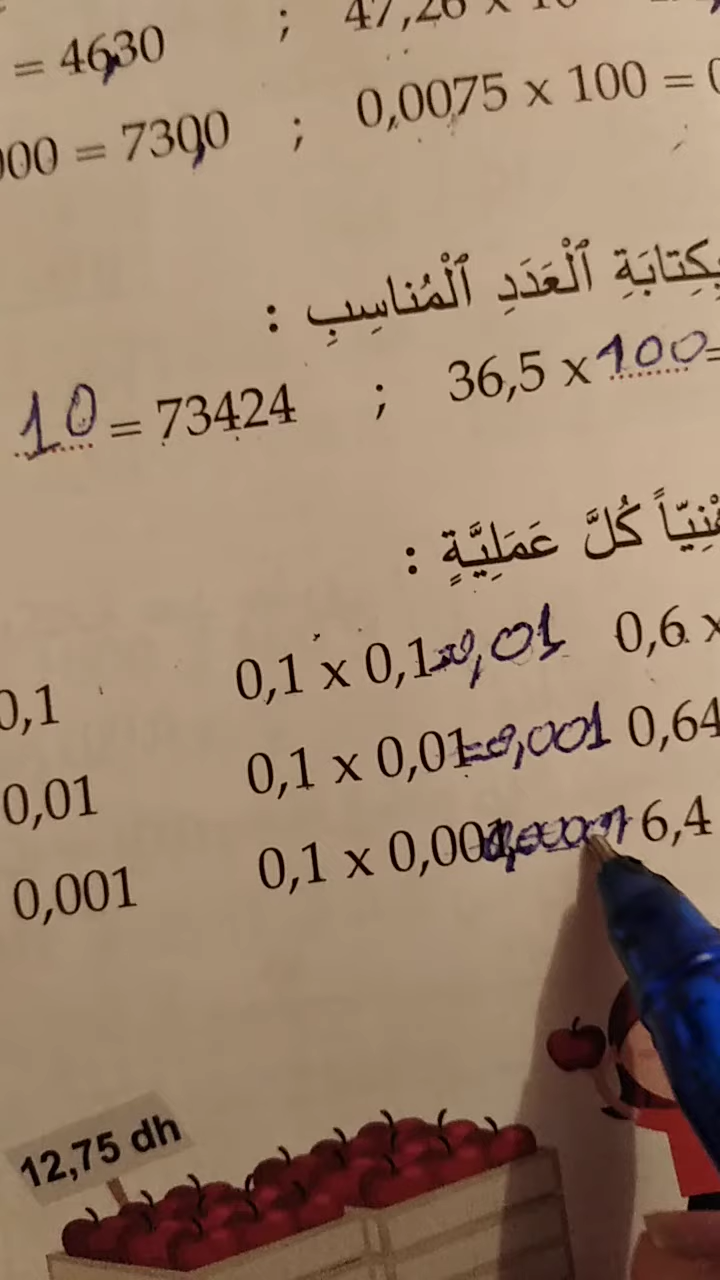 = 4630 ; 47,26 x 10
000 = 7300 ; 0,0075 x 100 = 0
بِكِتابَةِ ٱلْعَدَدِ ٱلْمُناسِبِ :
10 = 73424 ; 36,5 x 100 =
كُلَّ عَمَلِيَّةٍ :
0,1 0,1 x 0,1 = 0,01 0,6 x
0,01 0,1 x 0,01 = 0,001 0,64
0,001 0,1 x 0,001 6,4
12,75 dh